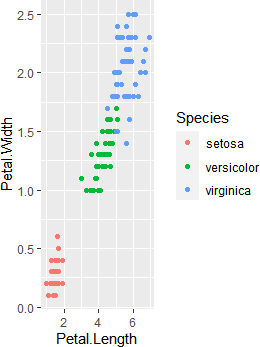 2.5
2.0
1.5
1.0
0.5
0.0
Petal.Width
2 4 6
Petal.Length
Species
setosa
versicolor
virginica